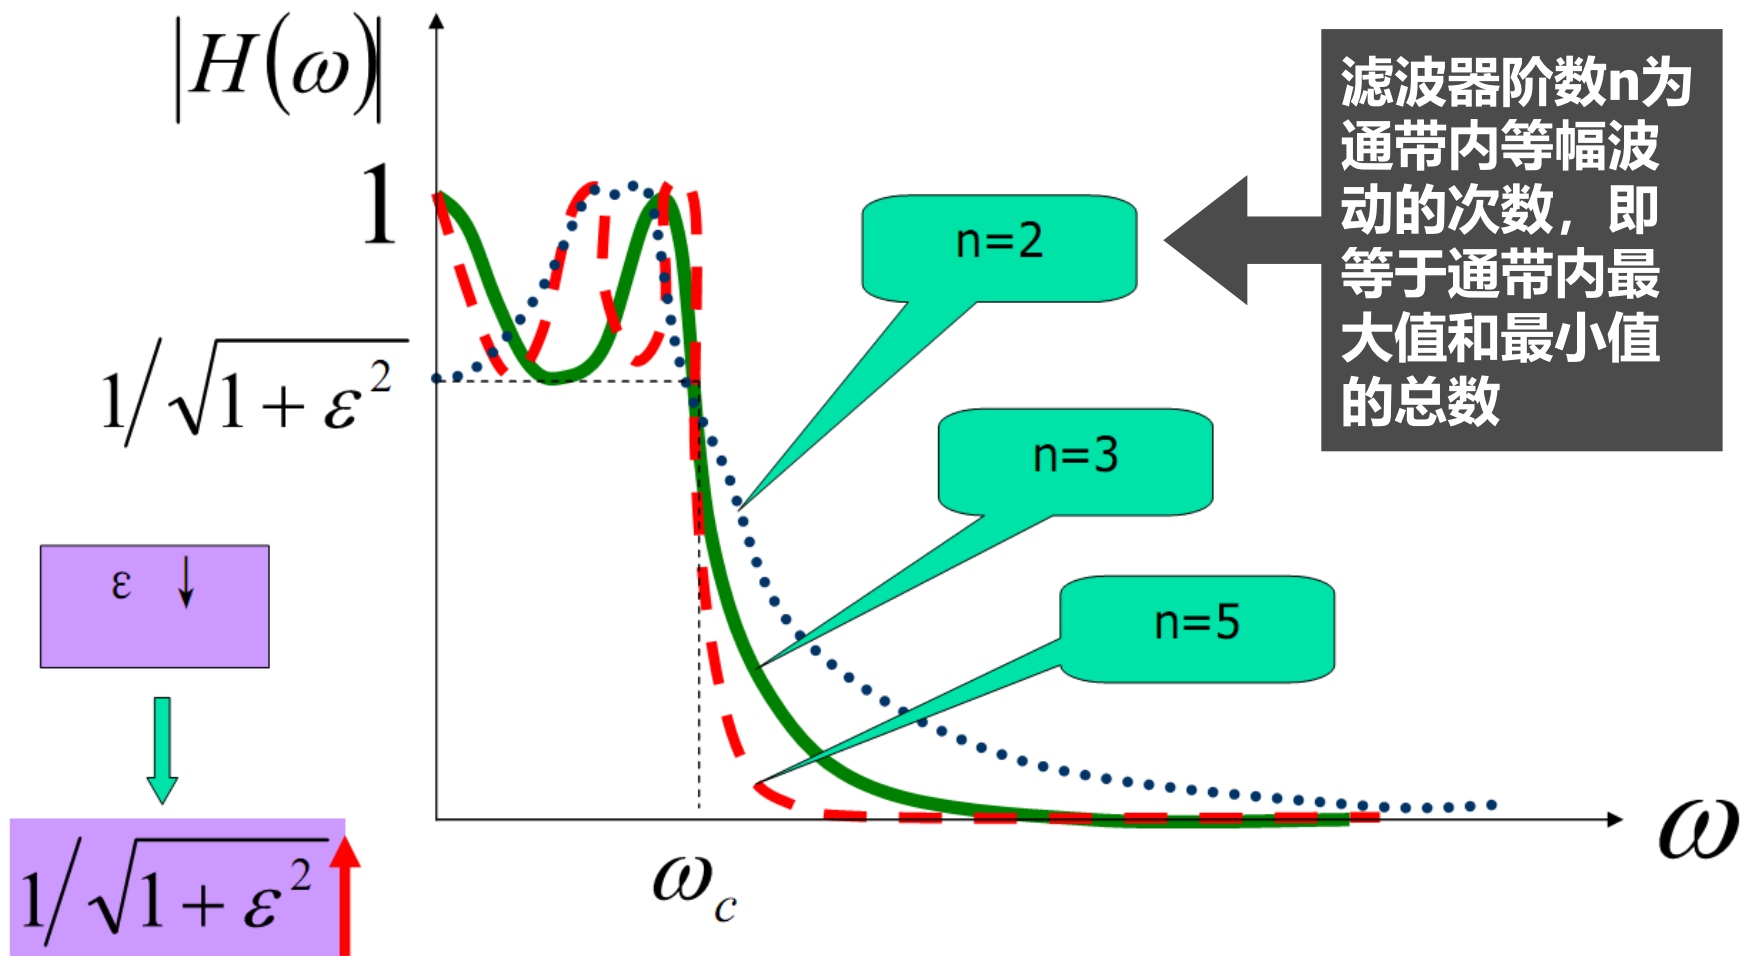 |H(ω)|
1
1/√1+ε²
ε ↓
1/√1+ε²
n=2
n=3
n=5
ω_c
ω
滤波器阶数n为
通带内等幅波
动的次数，即
等于通带内最
大值和最小值
的总数